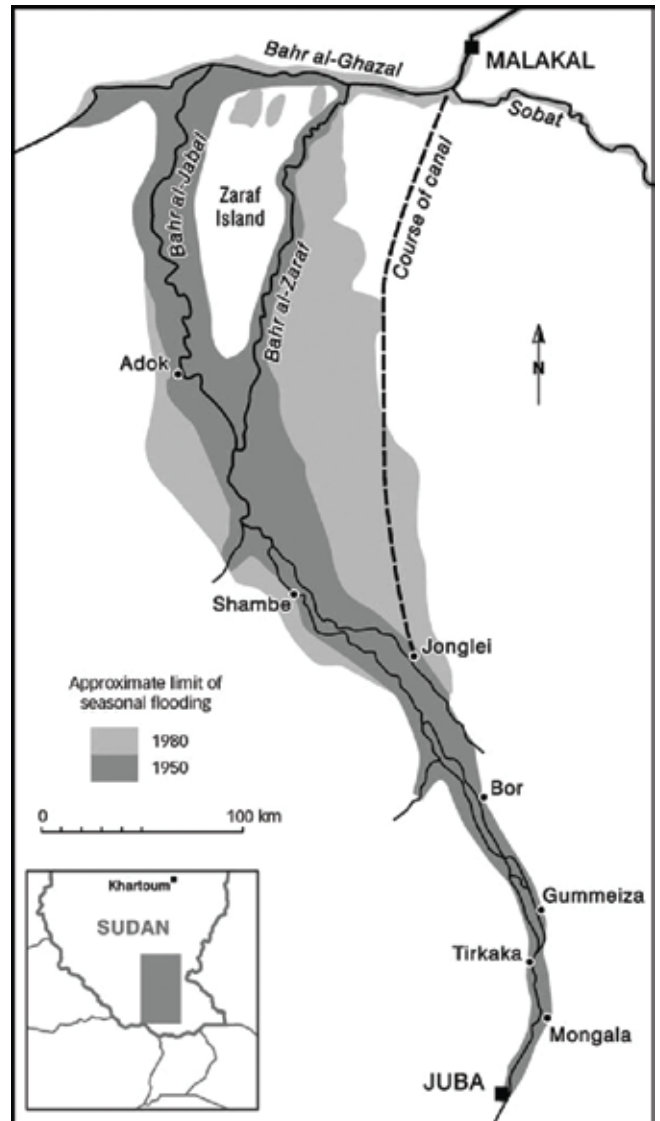 Bahr al-Ghazal
MALAKAL
Sobat
Bahr al-Jabal
Zaraf
Island
Course of canal
Bahr al-Zaraf
N
Adok
Shambe
Jonglei
Approximate limit of
seasonal flooding
1980
1950
0 100 km
Bor
Khartoum
SUDAN
Gummeiza
Tirkaka
Mongala
JUBA